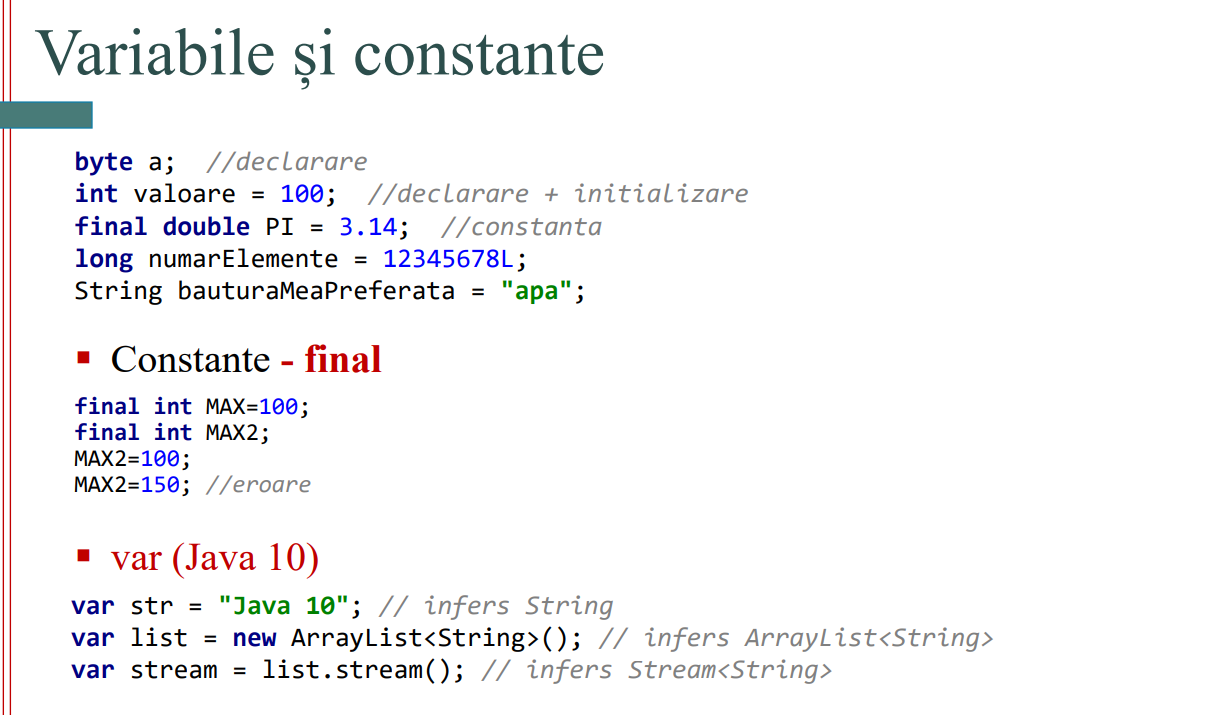 Variabile și constante
byte a;  //declarare
int valoare = 100;  //declarare + initializare
final double PI = 3.14;  //constanta
long numarElemente = 12345678L;
String bauturaMeaPreferata = "apa";
▪ Constante - final
final int MAX=100;
final int MAX2;
MAX2=100;
MAX2=150; //eroare
▪ var (Java 10)
var str = "Java 10"; // infers String
var list = new ArrayList<String>(); // infers ArrayList<String>
var stream = list.stream(); // infers Stream<String>